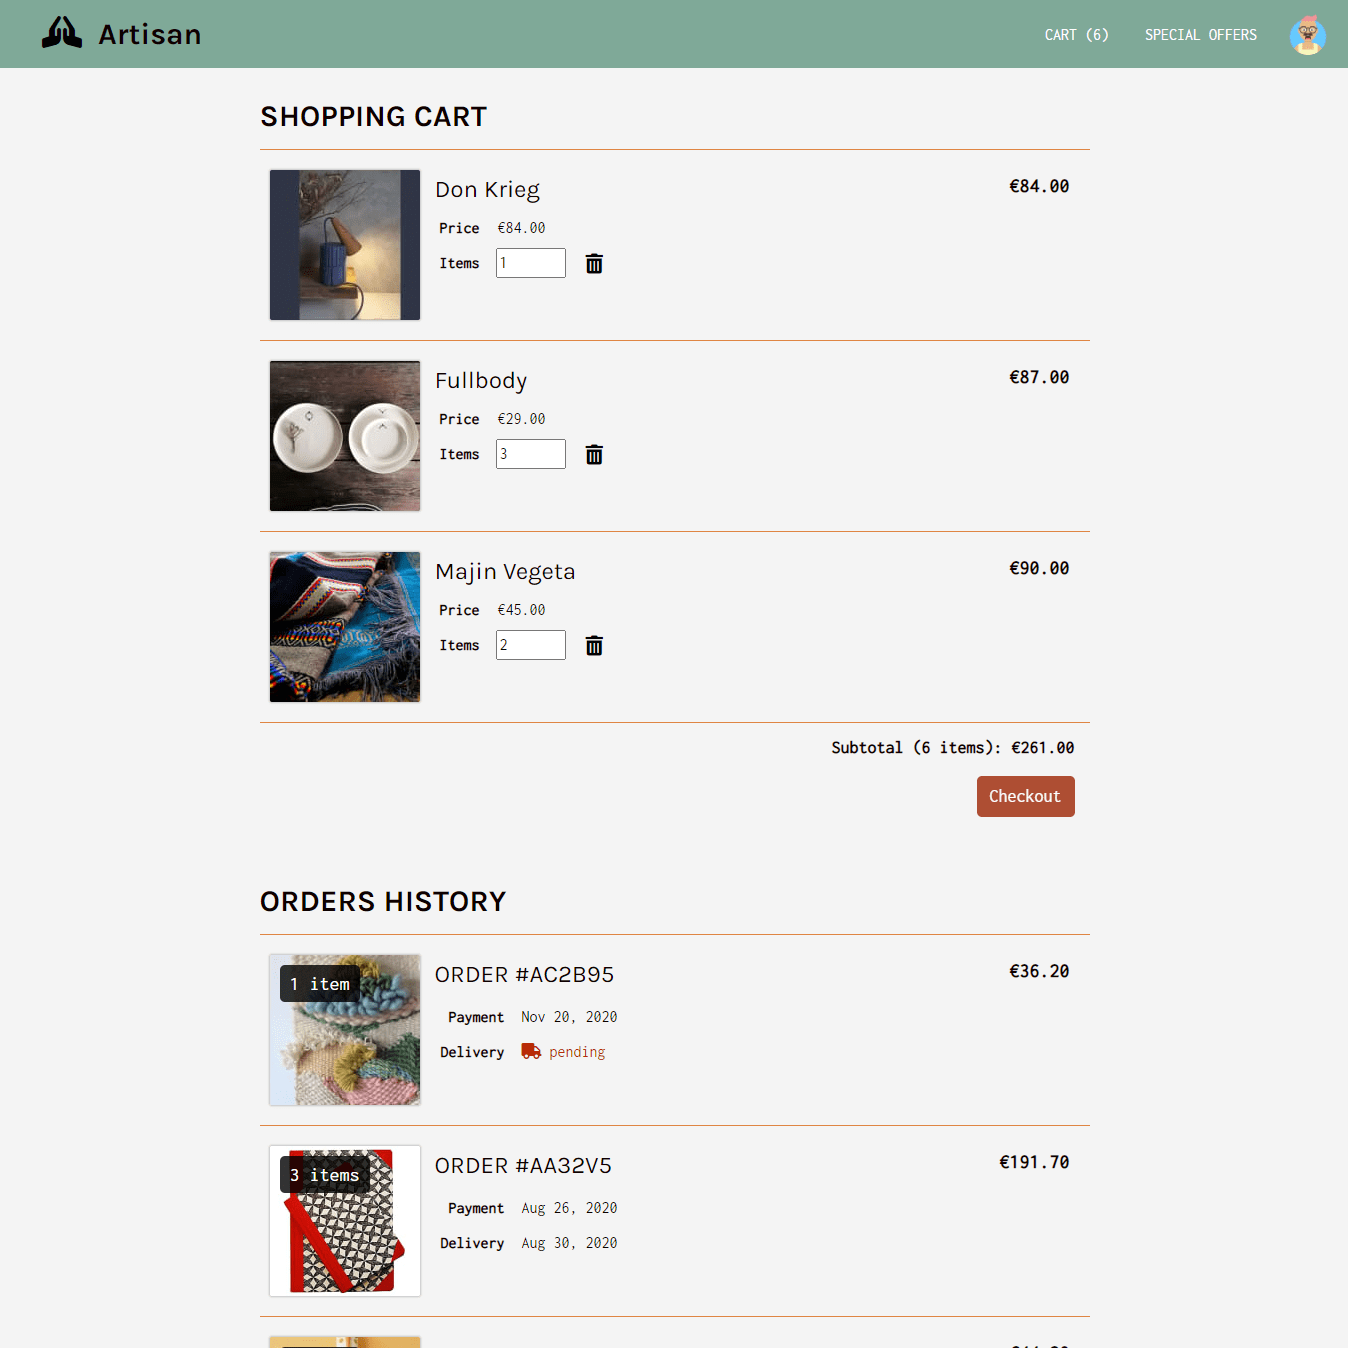 Artisan
CART (6)
SPECIAL OFFERS
SHOPPING CART
Don Krieg
€84.00
Price €84.00
Items 1
Fullbody
€87.00
Price €29.00
Items 3
Majin Vegeta
€90.00
Price €45.00
Items 2
Subtotal (6 items): €261.00
Checkout
ORDERS HISTORY
1 item
ORDER #AC2B95
€36.20
Payment Nov 20, 2020
Delivery pending
3 items
ORDER #AA32V5
€191.70
Payment Aug 26, 2020
Delivery Aug 30, 2020